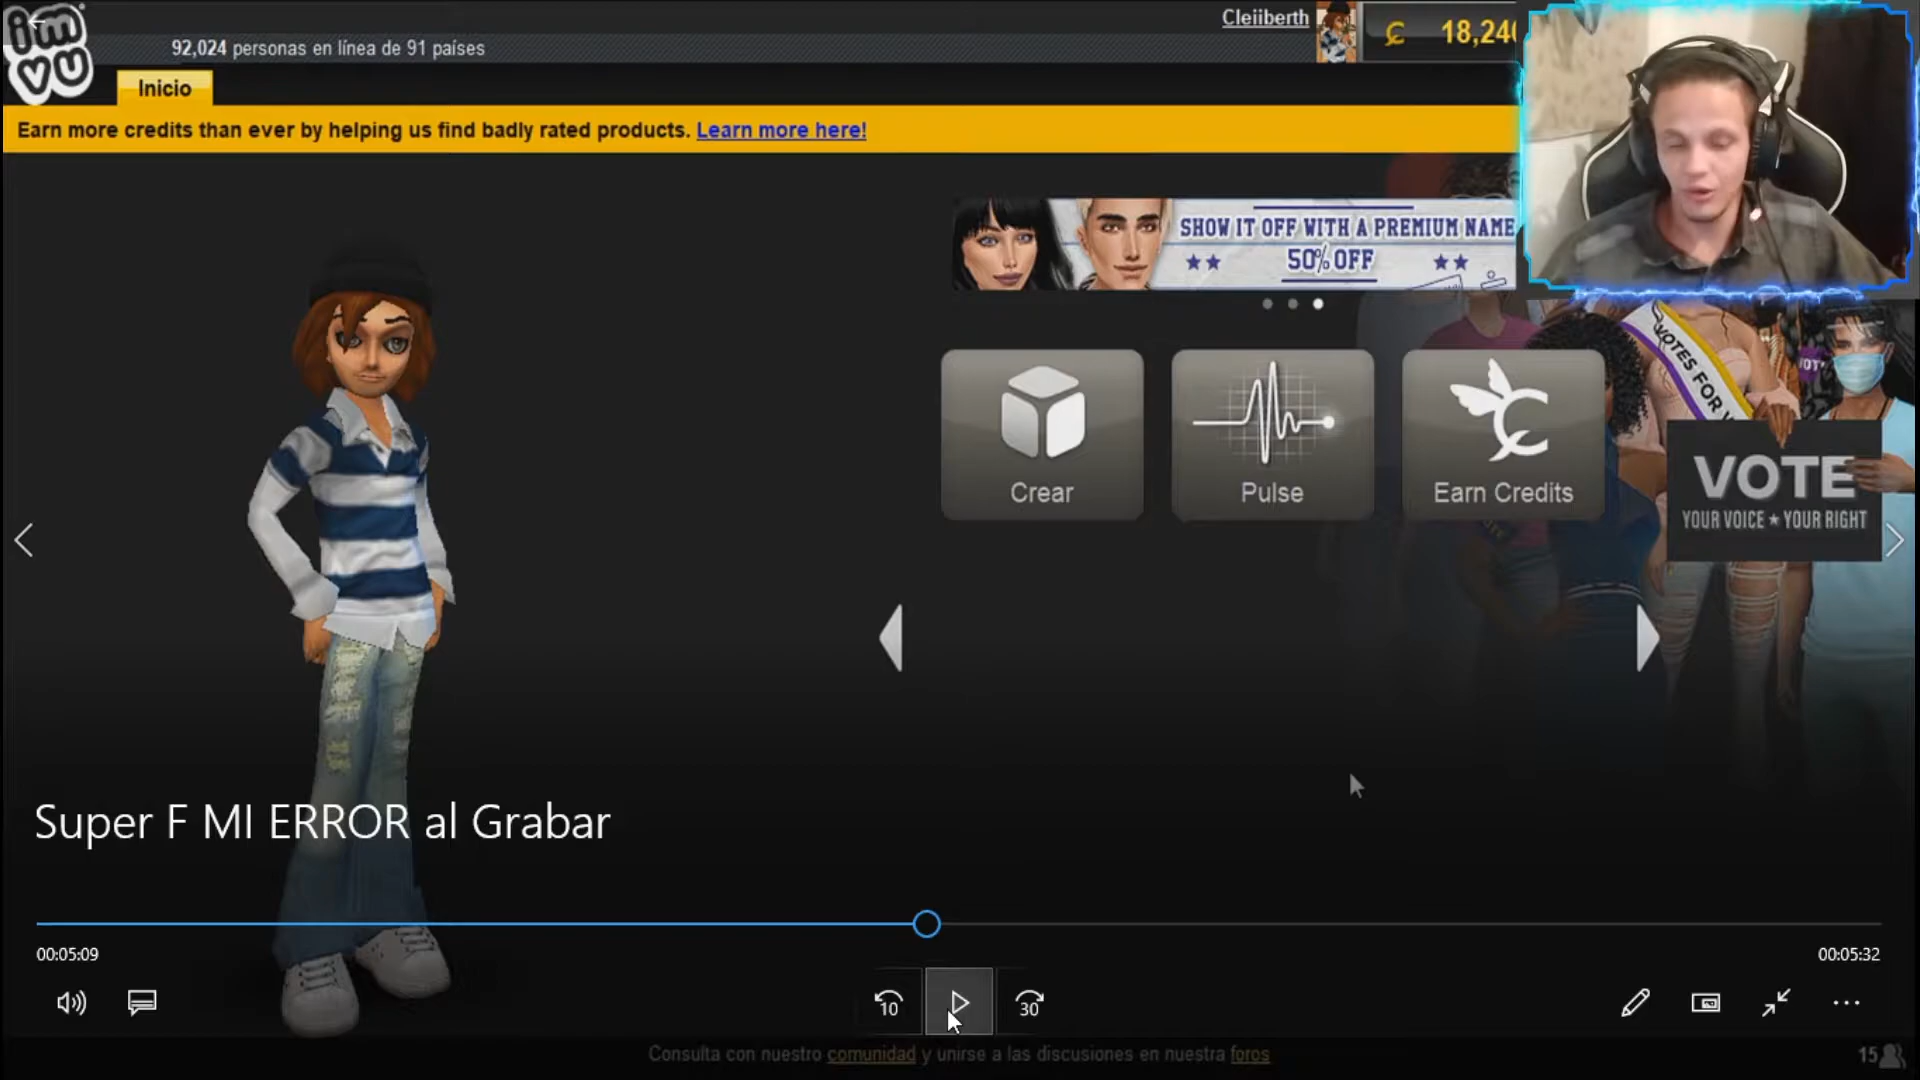 imvu
Cleiiberth
18,240
92,024 personas en línea de 91 países
Inicio
Earn more credits than ever by helping us find badly rated products. Learn more here!
SHOW IT OFF WITH A PREMIUM NAME
50% OFF
VOTES FOR
Crear
Pulse
Earn Credits
VOTE
YOUR VOICE ★ YOUR RIGHT
Super F MI ERROR al Grabar
00:05:09
00:05:32
10
30
Consulta con nuestro comunidad y unirse a las discusiones en nuestra foros
15